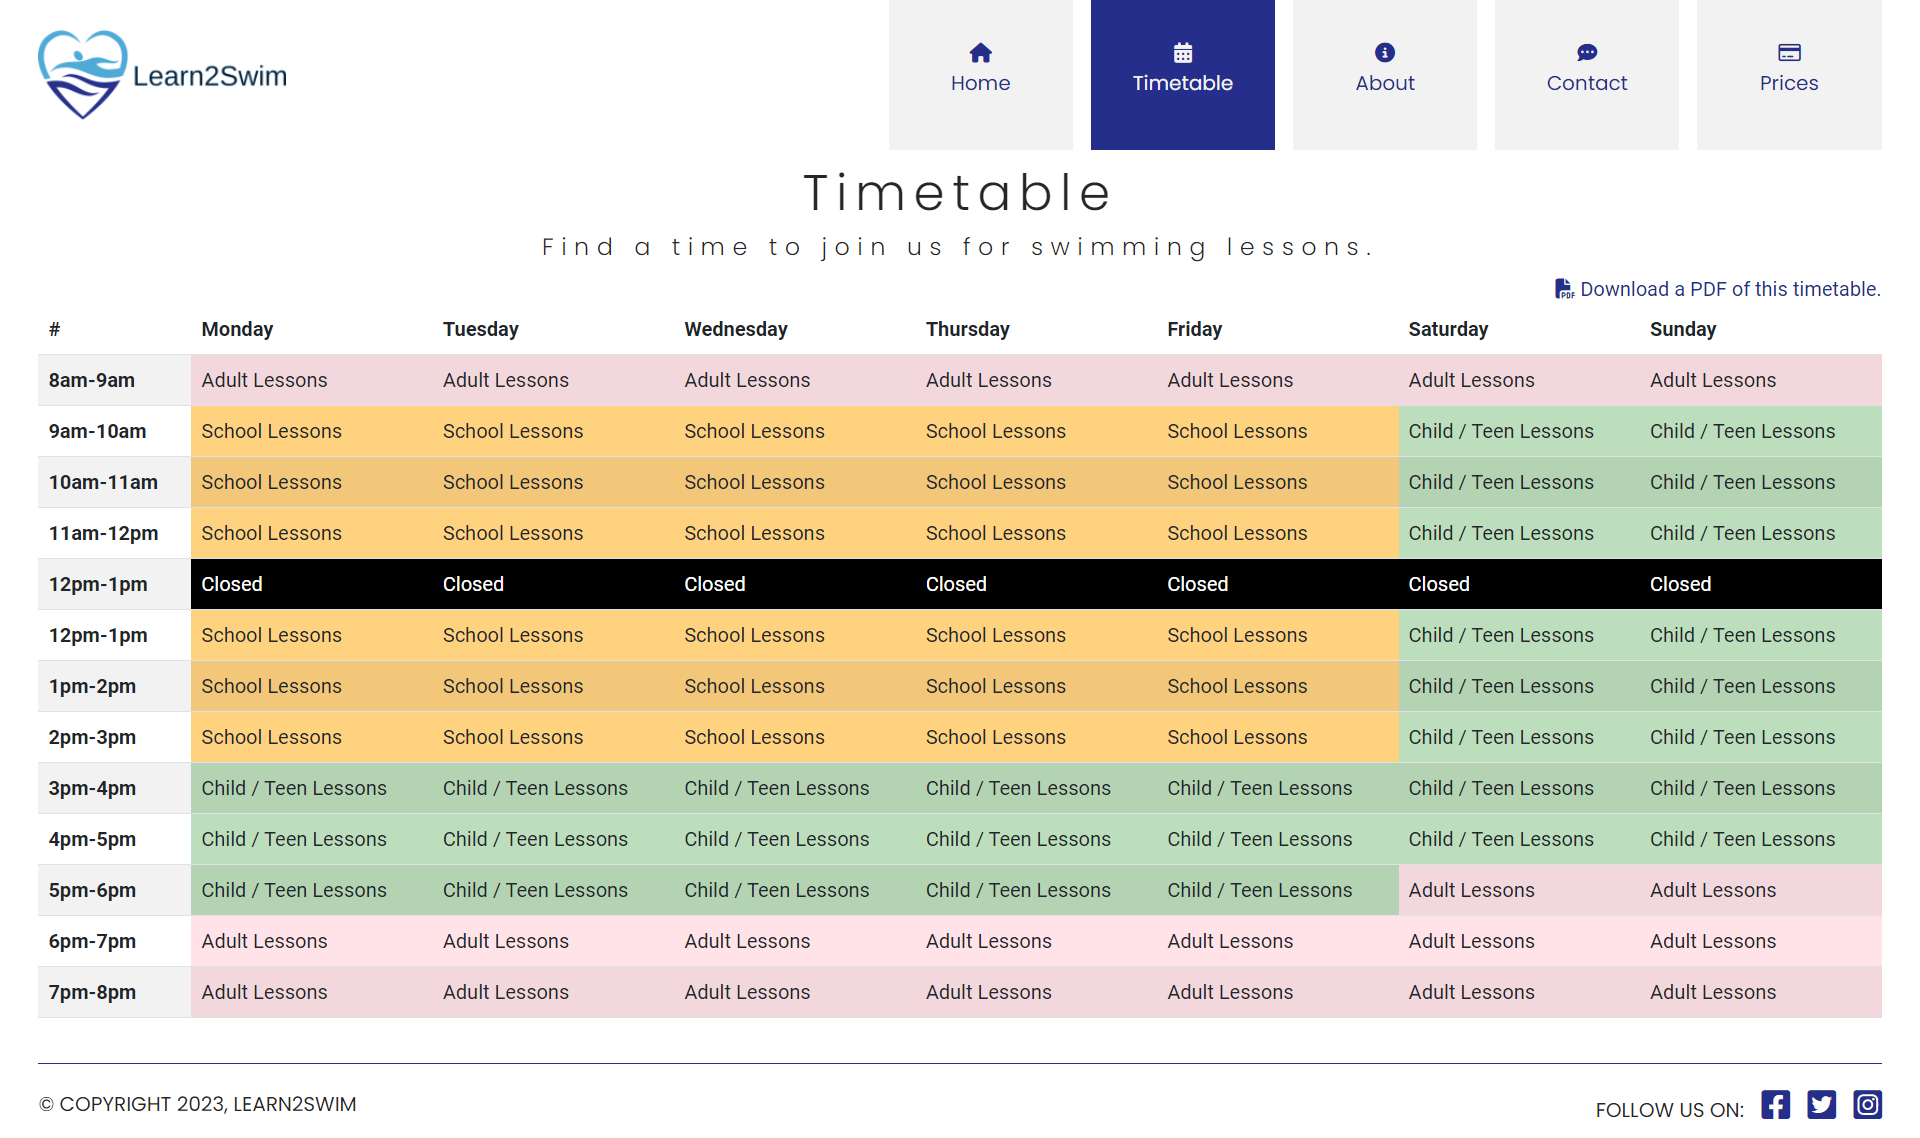 Learn2Swim
Home
Timetable
About
Contact
Prices
Timetable
Find a time to join us for swimming lessons.
PDF Download a PDF of this timetable.
# Monday Tuesday Wednesday Thursday Friday Saturday Sunday
8am-9am Adult Lessons Adult Lessons Adult Lessons Adult Lessons Adult Lessons Adult Lessons Adult Lessons
9am-10am School Lessons School Lessons School Lessons School Lessons School Lessons Child / Teen Lessons Child / Teen Lessons
10am-11am School Lessons School Lessons School Lessons School Lessons School Lessons Child / Teen Lessons Child / Teen Lessons
11am-12pm School Lessons School Lessons School Lessons School Lessons School Lessons Child / Teen Lessons Child / Teen Lessons
12pm-1pm Closed Closed Closed Closed Closed Closed Closed
12pm-1pm School Lessons School Lessons School Lessons School Lessons School Lessons Child / Teen Lessons Child / Teen Lessons
1pm-2pm School Lessons School Lessons School Lessons School Lessons School Lessons Child / Teen Lessons Child / Teen Lessons
2pm-3pm School Lessons School Lessons School Lessons School Lessons School Lessons Child / Teen Lessons Child / Teen Lessons
3pm-4pm Child / Teen Lessons Child / Teen Lessons Child / Teen Lessons Child / Teen Lessons Child / Teen Lessons Child / Teen Lessons Child / Teen Lessons
4pm-5pm Child / Teen Lessons Child / Teen Lessons Child / Teen Lessons Child / Teen Lessons Child / Teen Lessons Child / Teen Lessons Child / Teen Lessons
5pm-6pm Child / Teen Lessons Child / Teen Lessons Child / Teen Lessons Child / Teen Lessons Child / Teen Lessons Adult Lessons Adult Lessons
6pm-7pm Adult Lessons Adult Lessons Adult Lessons Adult Lessons Adult Lessons Adult Lessons Adult Lessons
7pm-8pm Adult Lessons Adult Lessons Adult Lessons Adult Lessons Adult Lessons Adult Lessons Adult Lessons
© COPYRIGHT 2023, LEARN2SWIM
FOLLOW US ON: